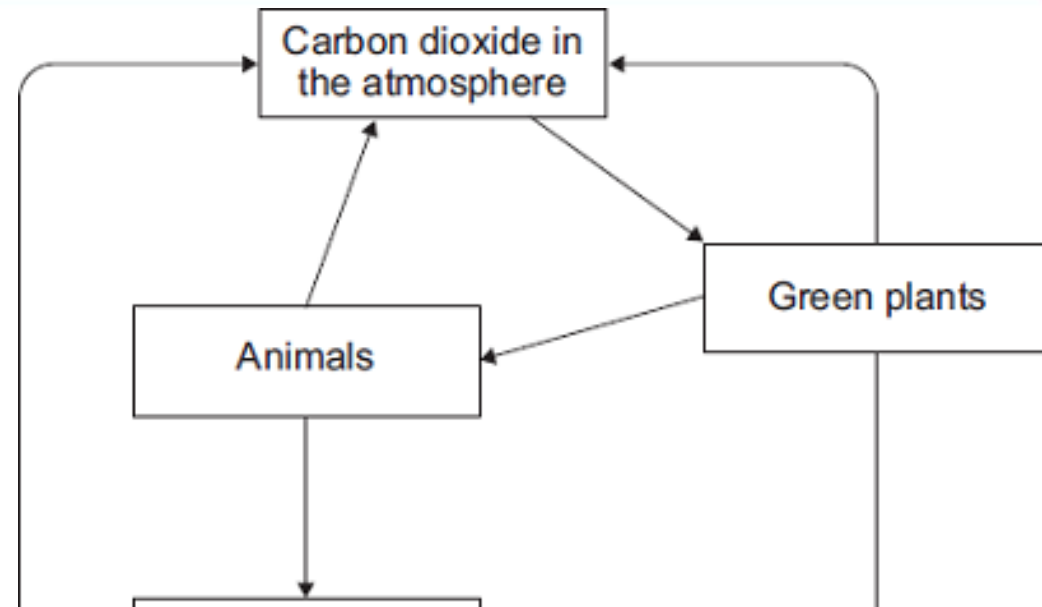 Carbon dioxide in
the atmosphere
Green plants
Animals